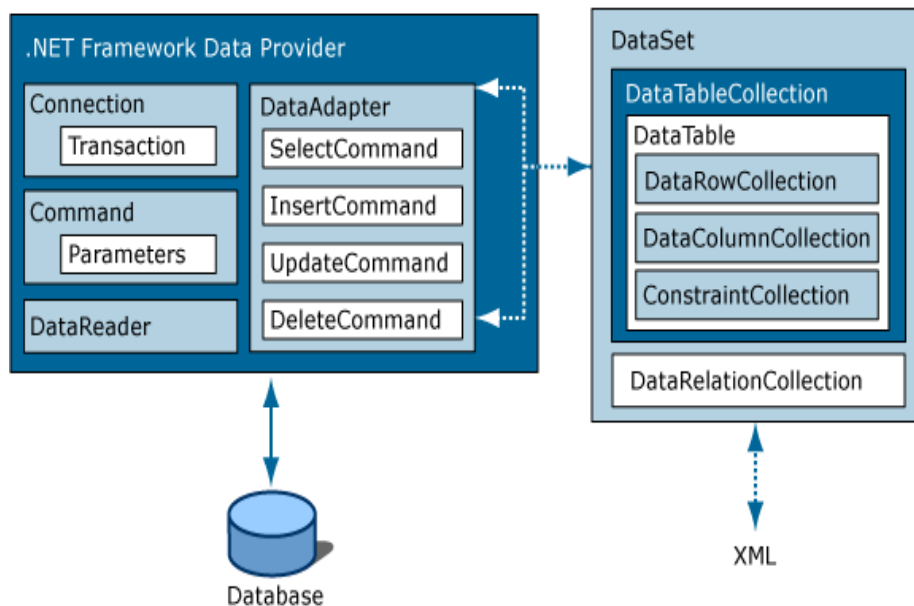 .NET Framework Data Provider
Connection
Transaction
Command
Parameters
DataReader
DataAdapter
SelectCommand
InsertCommand
UpdateCommand
DeleteCommand
Database
DataSet
DataTableCollection
DataTable
DataRowCollection
DataColumnCollection
ConstraintCollection
DataRelationCollection
XML